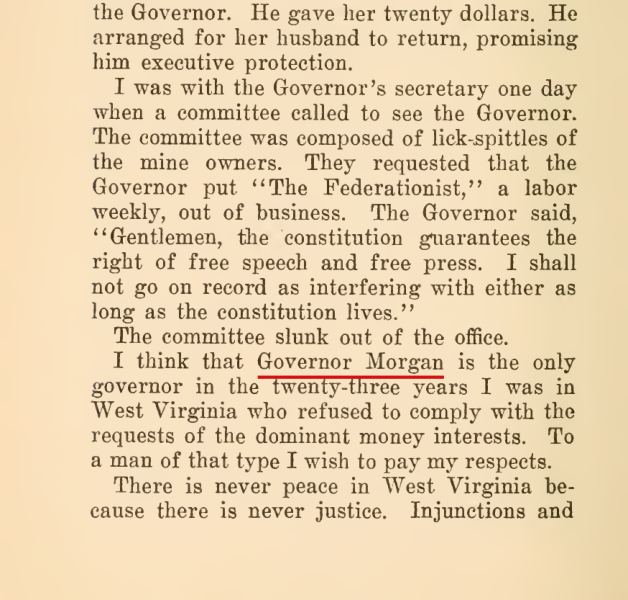 the Governor. He gave her twenty dollars. He
arranged for her husband to return, promising
him executive protection.
I was with the Governor's secretary one day
when a committee called to see the Governor.
The committee was composed of lick-spittles of
the mine owners. They requested that the
Governor put "The Federationist," a labor
weekly, out of business. The Governor said,
"Gentlemen, the constitution guarantees the
right of free speech and free press. I shall
not go on record as interfering with either as
long as the constitution lives."
The committee slunk out of the office.
I think that Governor Morgan is the only
governor in the twenty-three years I was in
West Virginia who refused to comply with the
requests of the dominant money interests. To
a man of that type I wish to pay my respects.
There is never peace in West Virginia be-
cause there is never justice. Injunctions and